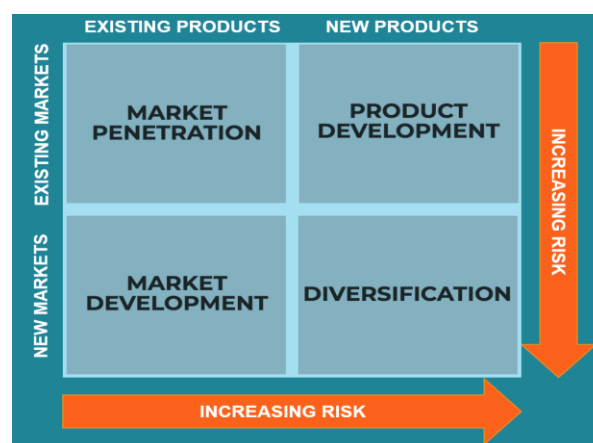 EXISTING PRODUCTS
NEW PRODUCTS
EXISTING MARKETS
MARKET
PENETRATION
PRODUCT
DEVELOPMENT
INCREASING RISK
NEW MARKETS
MARKET
DEVELOPMENT
DIVERSIFICATION
INCREASING RISK